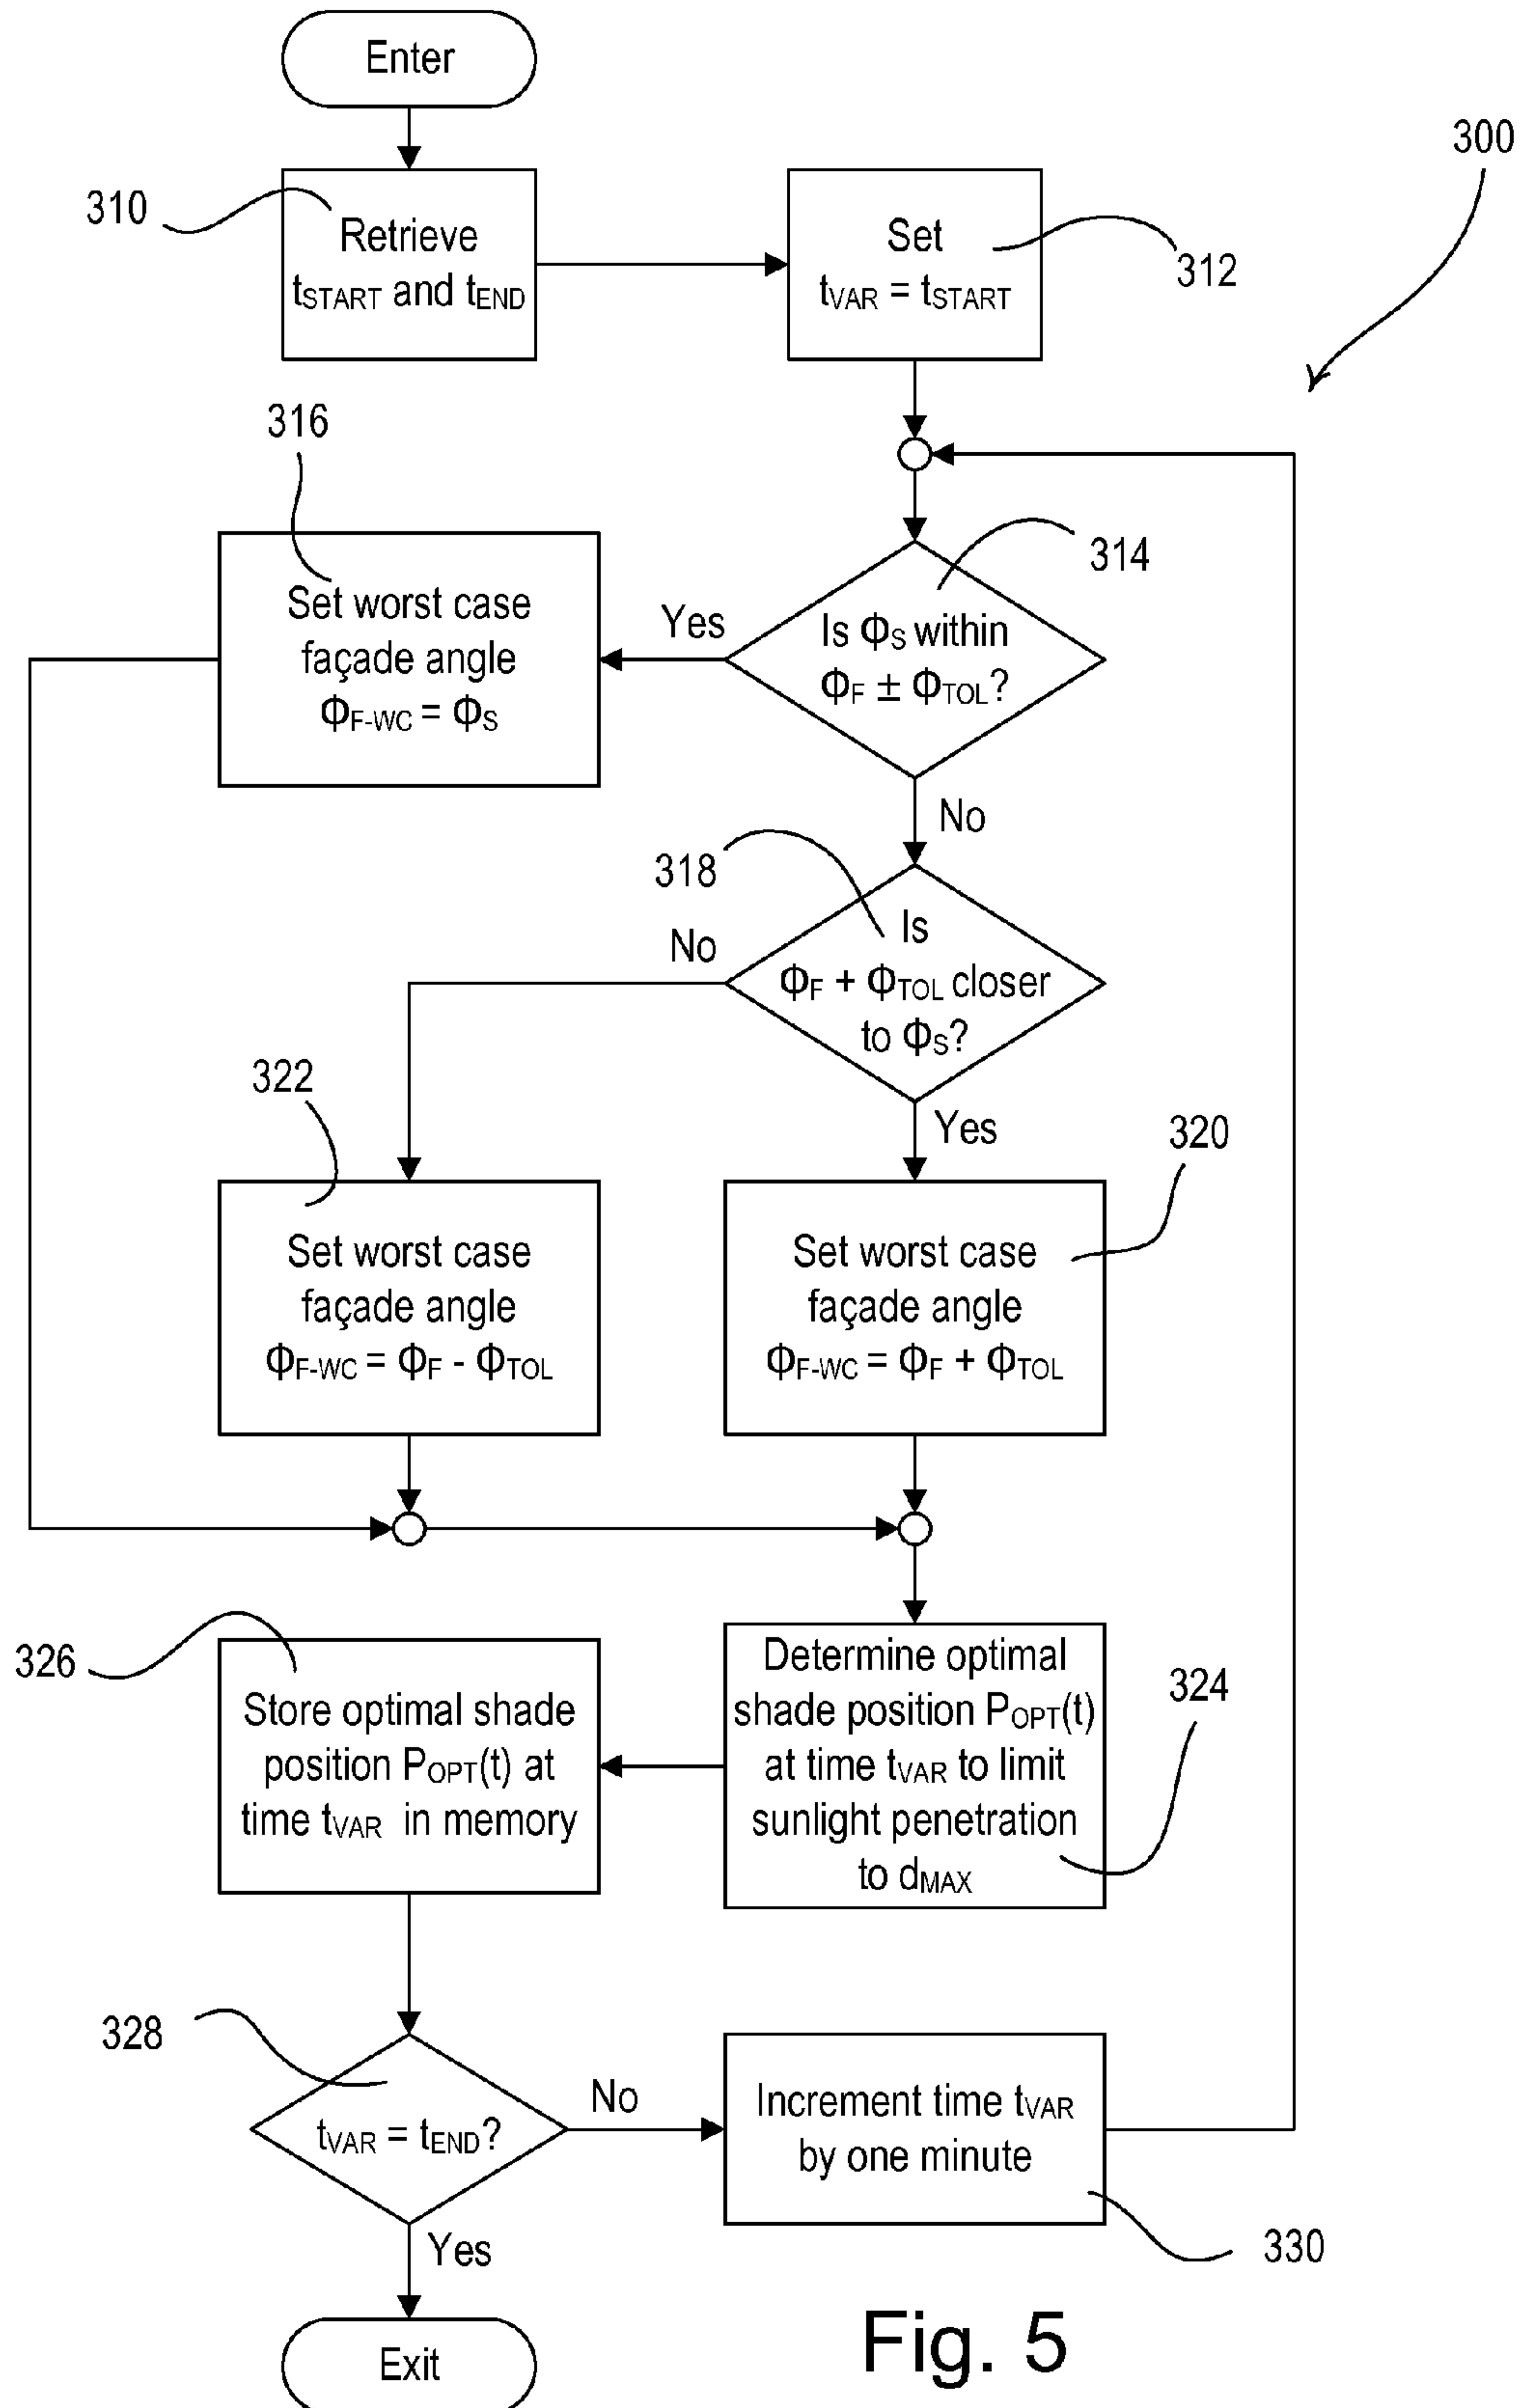 Enter
300
310
Retrieve
tSTART and tEND
Set
tVAR = tSTART
312
316
314
Set worst case
façade angle
ΦF-WC = ΦS
Yes
Is ΦS within
ΦF ± ΦTOL?
No
318
No
Is
ΦF + ΦTOL closer
to ΦS?
322
Yes
320
Set worst case
façade angle
ΦF-WC = ΦF - ΦTOL
Set worst case
façade angle
ΦF-WC = ΦF + ΦTOL
326
Store optimal shade
position POPT(t) at
time tVAR in memory
Determine optimal
shade position POPT(t)
at time tVAR to limit
sunlight penetration
to dMAX
324
328
tVAR = tEND?
No
Increment time tVAR
by one minute
330
Yes
Exit
Fig. 5